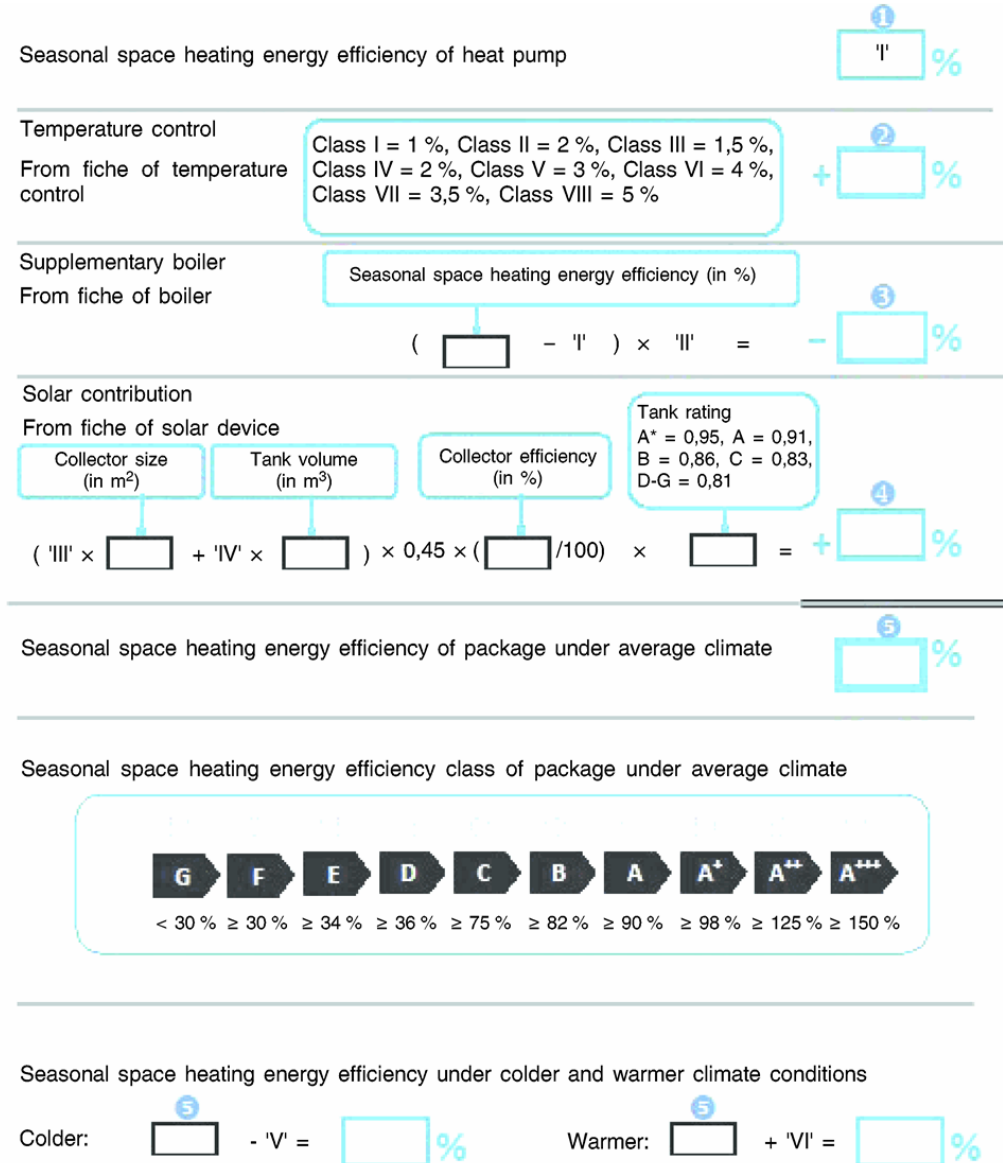 1
Seasonal space heating energy efficiency of heat pump
'I' %
Temperature control
From fiche of temperature control
Class I = 1 %, Class II = 2 %, Class III = 1,5 %,
Class IV = 2 %, Class V = 3 %, Class VI = 4 %,
Class VII = 3,5 %, Class VIII = 5 %
2
+ %
Supplementary boiler
From fiche of boiler
Seasonal space heating energy efficiency (in %)
3
( − 'I' ) × 'II' = − %
Solar contribution
From fiche of solar device
Collector size
(in m²)
Tank volume
(in m³)
Collector efficiency
(in %)
Tank rating
A* = 0,95, A = 0,91,
B = 0,86, C = 0,83,
D-G = 0,81
4
( 'III' × + 'IV' × ) × 0,45 × ( /100) × = + %
5
Seasonal space heating energy efficiency of package under average climate %
Seasonal space heating energy efficiency class of package under average climate
G F E D C B A A⁺ A⁺⁺ A⁺⁺⁺
< 30 % ≥ 30 % ≥ 34 % ≥ 36 % ≥ 75 % ≥ 82 % ≥ 90 % ≥ 98 % ≥ 125 % ≥ 150 %
Seasonal space heating energy efficiency under colder and warmer climate conditions
5 5
Colder: - 'V' = % Warmer: + 'VI' = %